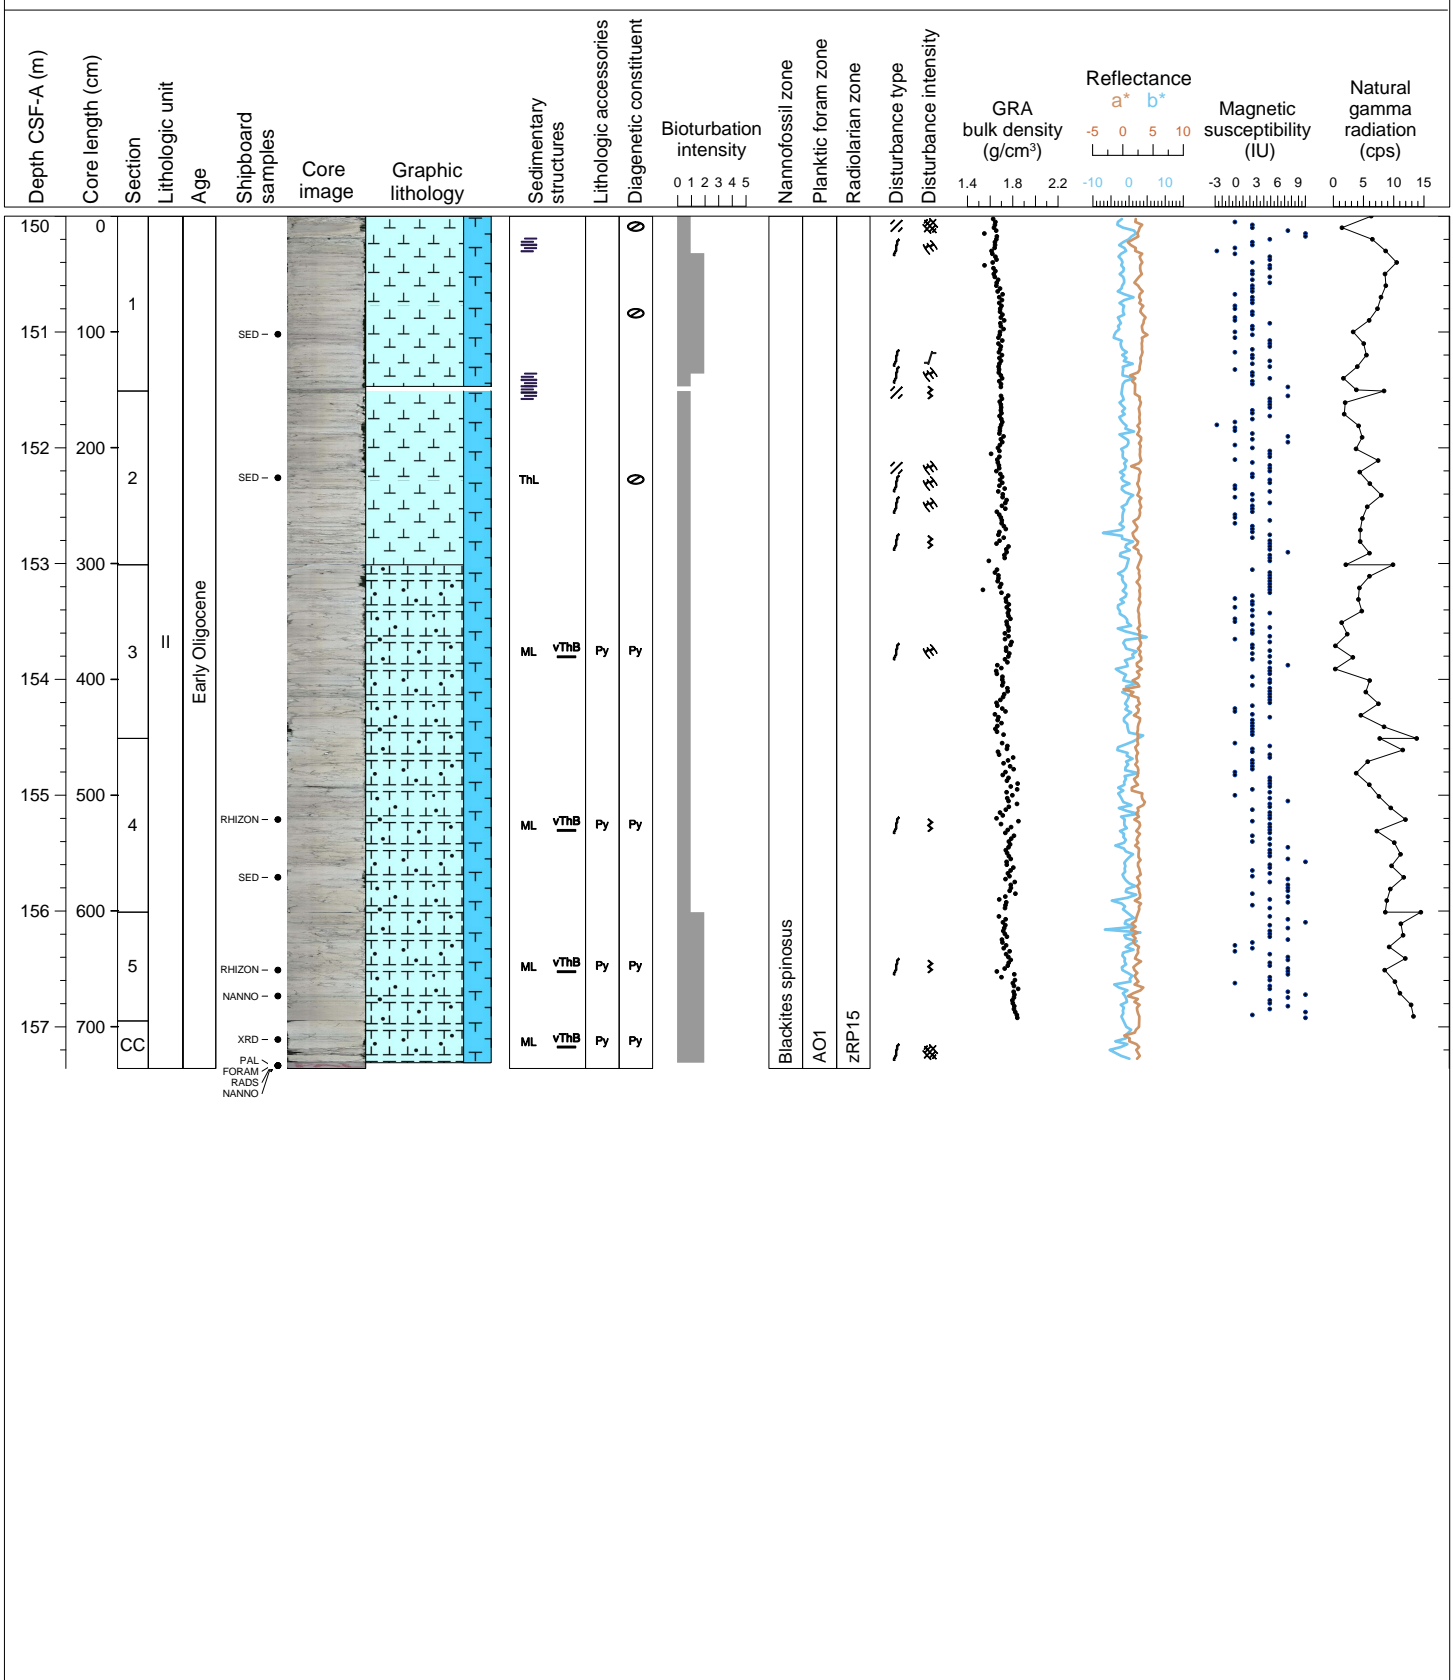 Depth CSF-A (m)
Core length (cm)
Section
Lithologic unit
Age
Shipboard
samples
Core
image
Graphic
lithology
Sedimentary
structures
Lithologic accessories
Diagenetic constituent
Bioturbation
intensity
0 1 2 3 4 5
Nannofossil zone
Planktic foram zone
Radiolarian zone
Disturbance type
Disturbance intensity
GRA
bulk density
(g/cm³)
1.4 1.8 2.2
Reflectance
a* b*
-5 0 5 10
-10 0 10
Magnetic
susceptibility
(IU)
-3 0 3 6 9
Natural
gamma
radiation
(cps)
0 5 10 15
150 0
1
151 100
SED
152 200
2
SED
ThL
153 300
II
Early Oligocene
3
ML vThB Py Py
154 400
155 500
4
RHIZON
ML vThB Py Py
SED
156 600
5
RHIZON
ML vThB Py Py
NANNO
157 700
CC
XRD
ML vThB Py Py
PAL
FORAM
RADS
NANNO
Blackites spinosus
AO1
zRP15